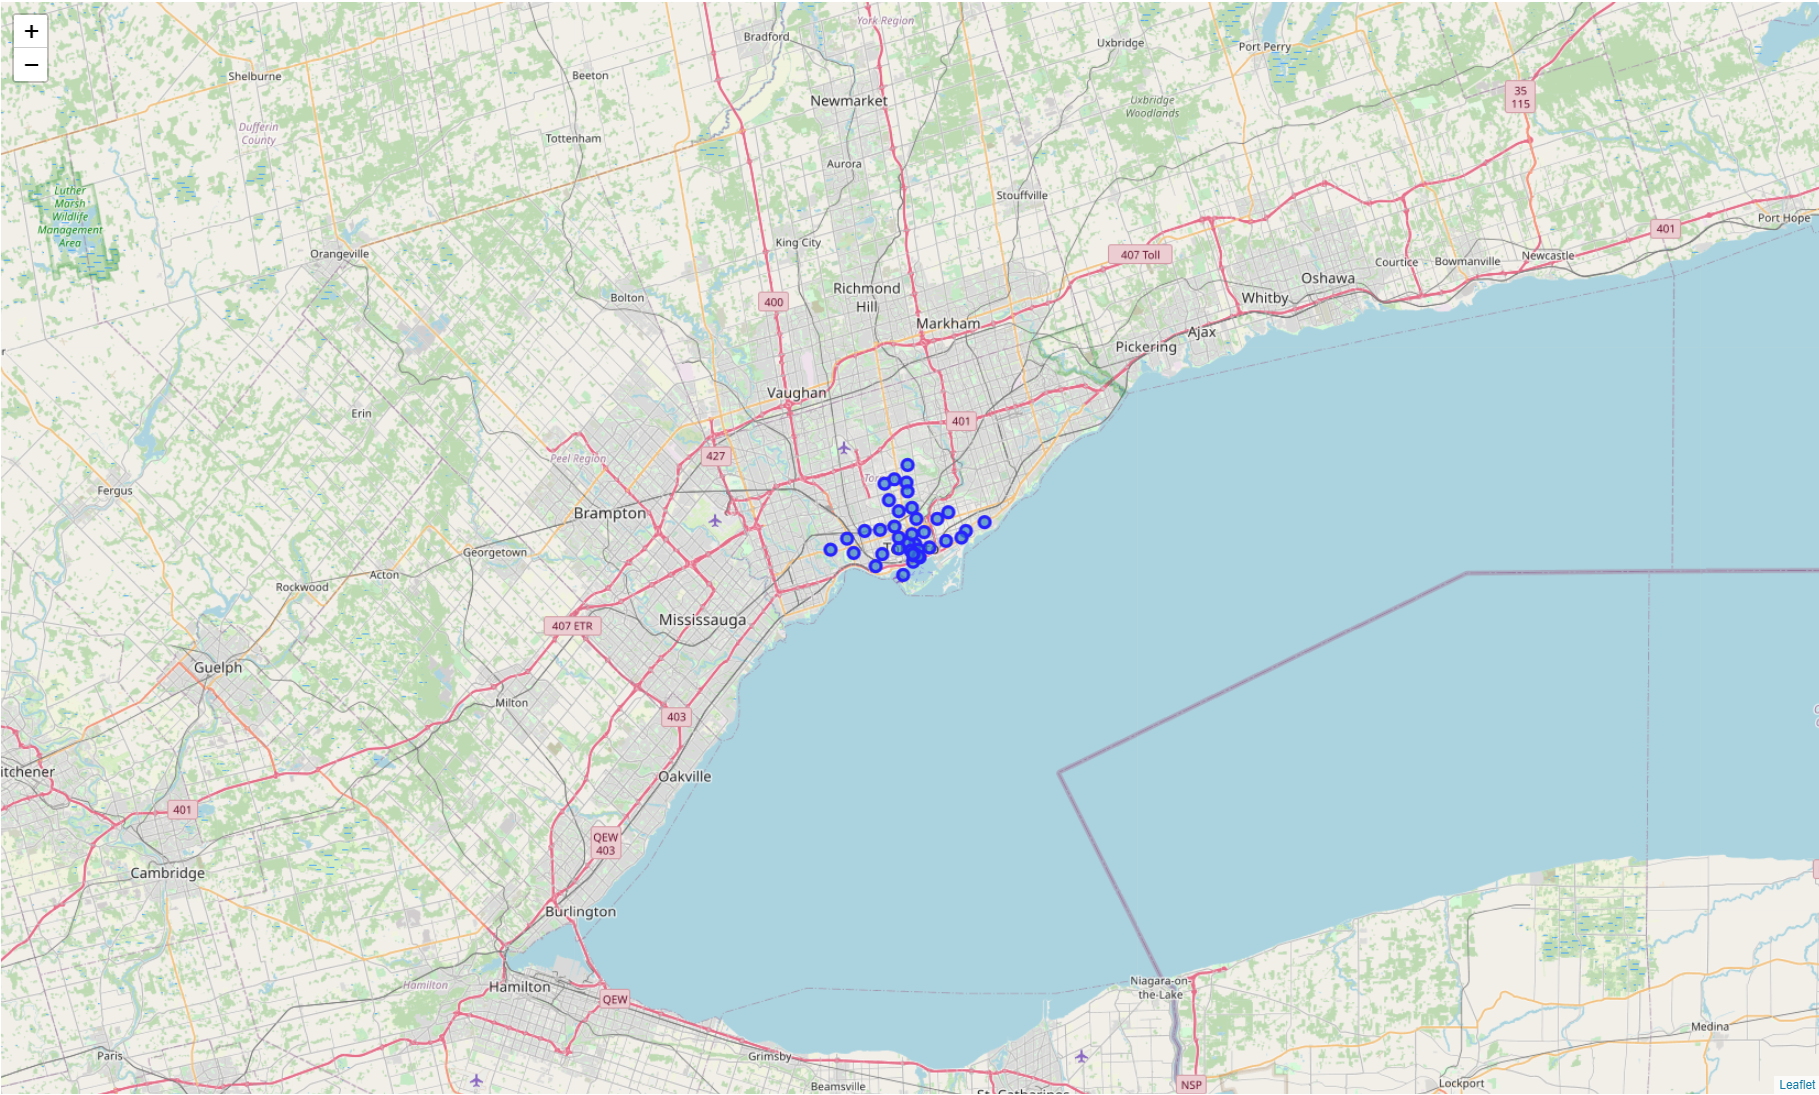 +
−
York Region
Bradford
Uxbridge
Port Perry
Shelburne
Beeton
35
115
Newmarket
Uxbridge
Woodlands
Dufferin
County
Tottenham
Aurora
Luther
Marsh
Wildlife
Management
Area
Stouffville
Port Hope
401
King City
Orangeville
407 Toll
Newcastle
Courtice
Bowmanville
Oshawa
Richmond
Hill
Bolton
Whitby
400
Markham
Ajax
Pickering
Vaughan
Erin
401
427
Peel Region
Fergus
Brampton
Georgetown
Acton
Rockwood
Mississauga
407 ETR
Guelph
Milton
403
itchener
Oakville
401
QEW
403
Cambridge
Burlington
Hamilton
Hamilton
Niagara-on-
the-Lake
QEW
Medina
Paris
Grimsby
Beamsville
NSP
Lockport
St. Catharines
Leaflet